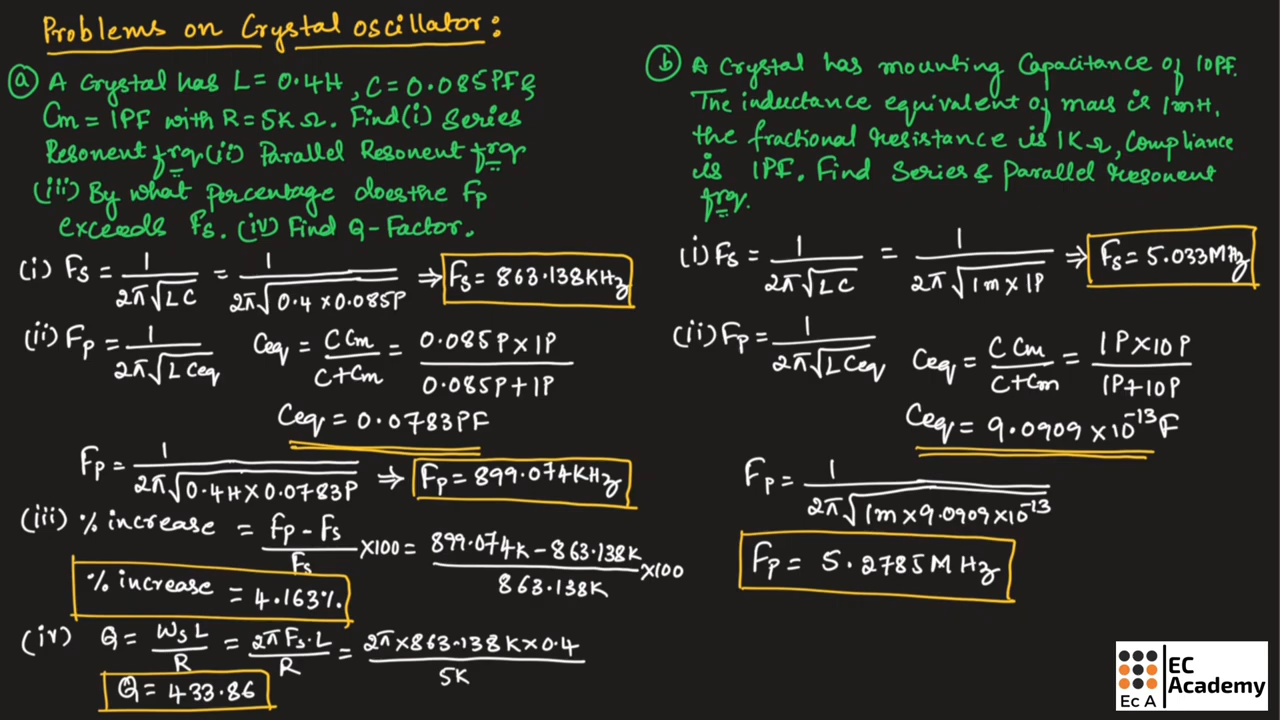 Problems on Crystal oscillator:
(a) A Crystal has L = 0.4H, C = 0.085PF &
Cm = 1PF with R = 5KΩ. Find (i) Series
Resonent frq (ii) Parallel Resonent frq
(iii) By what Percentage does the Fp
exceeds Fs. (iv) Find Q-Factor.
(i) Fs = 1/2π√LC = 1/2π√0.4 × 0.085P ⇒ Fs = 863.138KHz
(ii) Fp = 1/2π√L Ceq Ceq = C Cm/C+Cm = 0.085P × 1P/0.085P + 1P
Ceq = 0.0783PF
Fp = 1/2π√0.4H × 0.0783P ⇒ Fp = 899.074KHz
(iii) % increase = fp - Fs/Fs ×100 = 899.074K - 863.138K/863.138K ×100
% increase = 4.163%.
(iv) Q = WsL/R = 2πFs.L/R = 2π×863.138K×0.4/5K
Q = 433.86
(b) A Crystal has mounting Capacitance of 10PF.
The inductance equivalent of mass is 1mH,
the fractional resistance is 1KΩ, Compliance
is 1PF. Find Series & Parallel resonent
frq.
(i) Fs = 1/2π√LC = 1/2π√1m × 1P ⇒ Fs = 5.033MHz
(ii) Fp = 1/2π√L Ceq Ceq = C Cm/C+Cm = 1P × 10P/1P + 10P
Ceq = 9.0909 × 10⁻¹³F
Fp = 1/2π√1m × 9.0909 × 10⁻¹³
Fp = 5.2785MHz
EC
Academy
Ec A